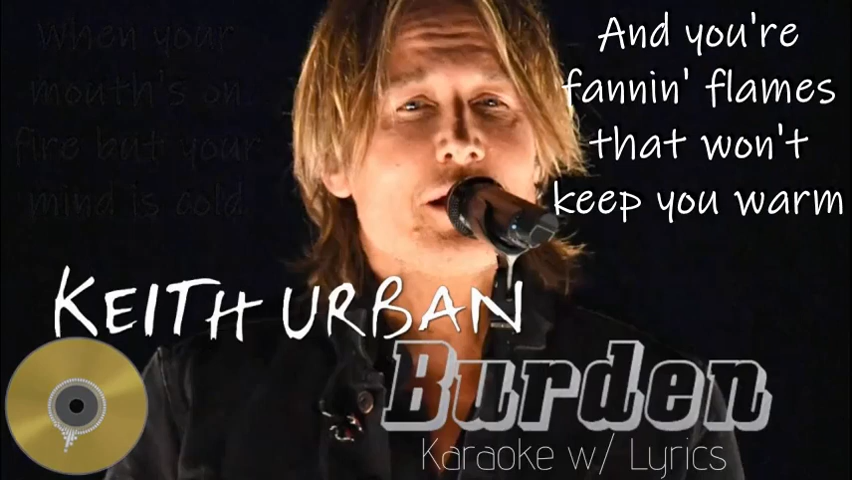 When your
mouth's on
fire but your
mind is cold
And you're
fannin' flames
that won't
keep you warm
KEITH URBAN
Burden
Karaoke w/ Lyrics